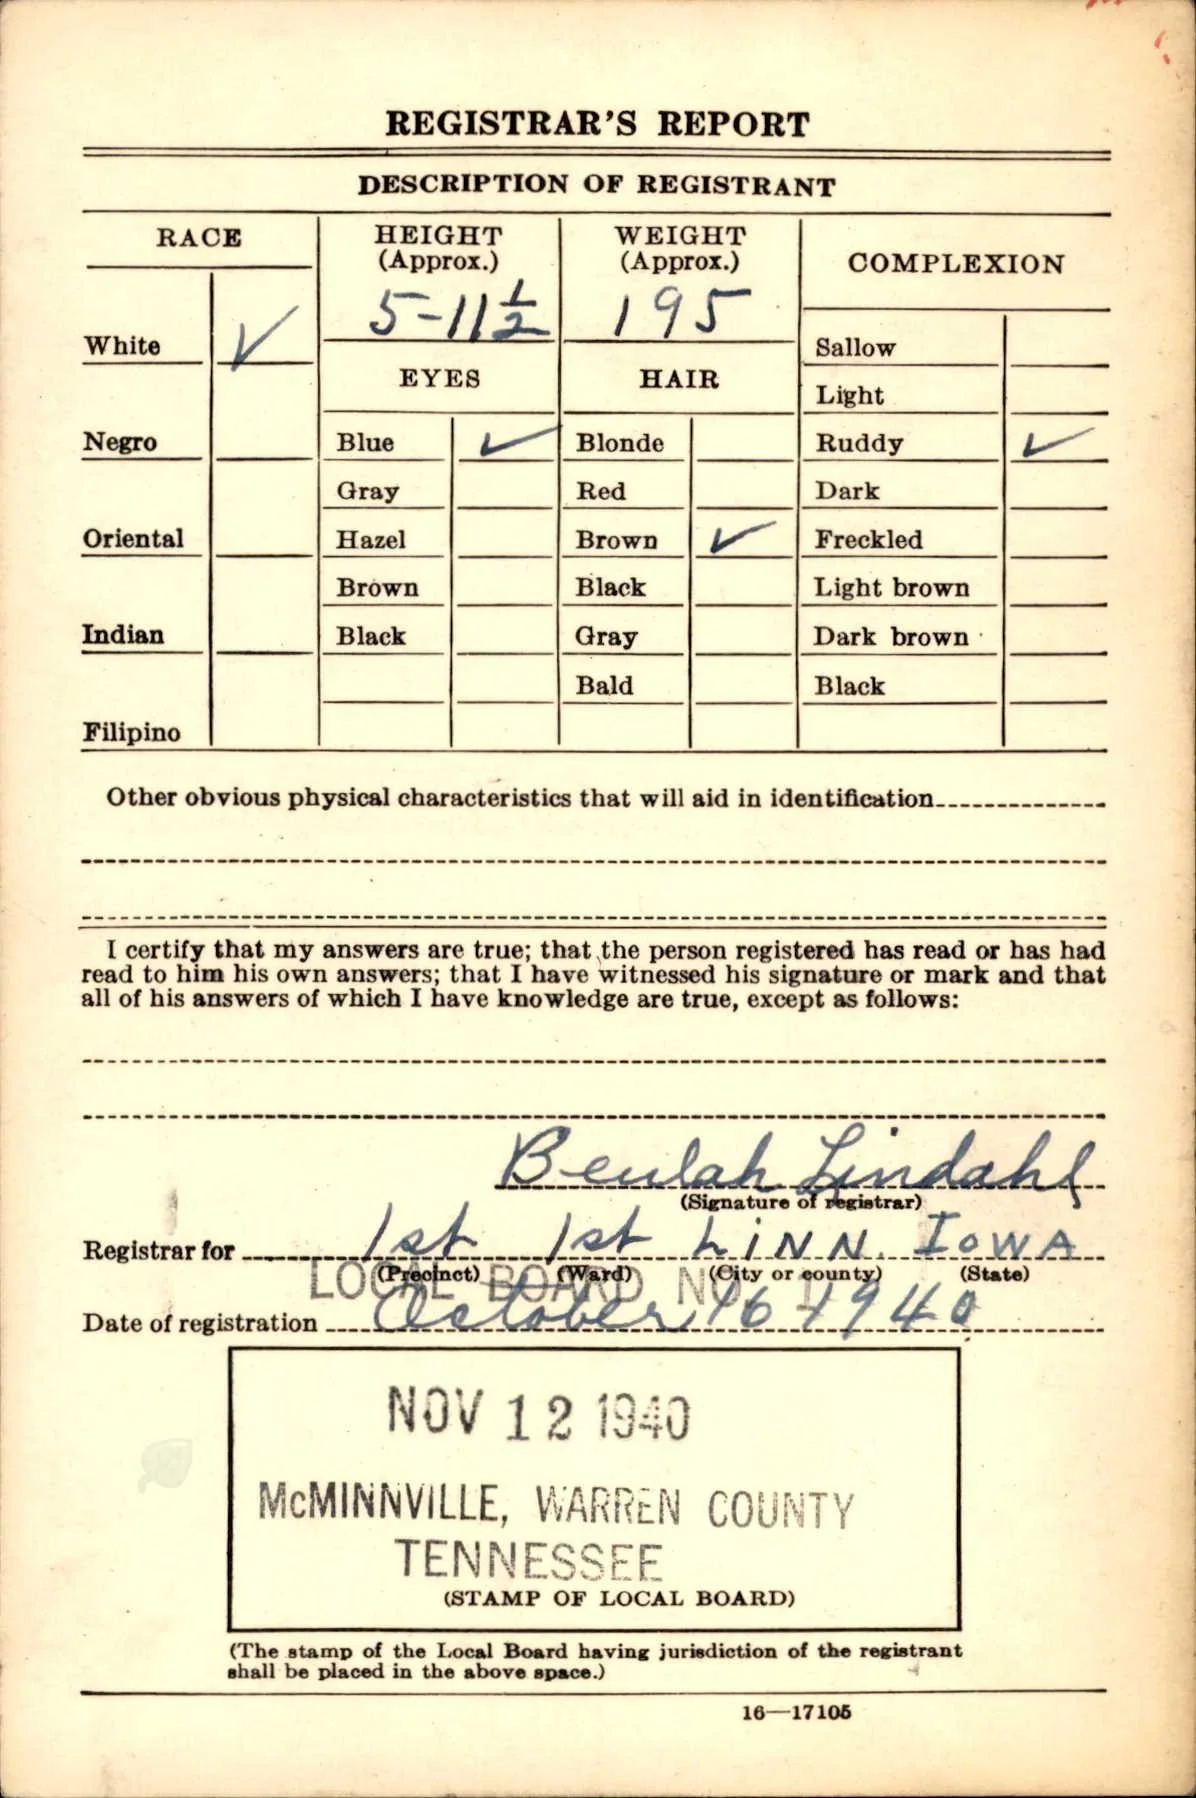 REGISTRAR'S REPORT
DESCRIPTION OF REGISTRANT
RACE
HEIGHT
(Approx.)
WEIGHT
(Approx.)
COMPLEXION
5-11 1/2
195
White ✓
Sallow
EYES
HAIR
Light
Negro
Blue ✓
Blonde
Ruddy ✓
Gray
Red
Dark
Oriental
Hazel
Brown ✓
Freckled
Brown
Black
Light brown
Indian
Black
Gray
Dark brown
Bald
Black
Filipino
Other obvious physical characteristics that will aid in identification
I certify that my answers are true; that the person registered has read or has had
read to him his own answers; that I have witnessed his signature or mark and that
all of his answers of which I have knowledge are true, except as follows:
Beulah Lindahl
(Signature of registrar)
Registrar for 1st 1st LINN. IOWA
(Precinct) (Ward) (City or county) (State)
LOCAL BOARD NO. 1
Date of registration October 16 1940
NOV 12 1940
McMINNVILLE, WARREN COUNTY
TENNESSEE
(STAMP OF LOCAL BOARD)
(The stamp of the Local Board having jurisdiction of the registrant
shall be placed in the above space.)
16—17105